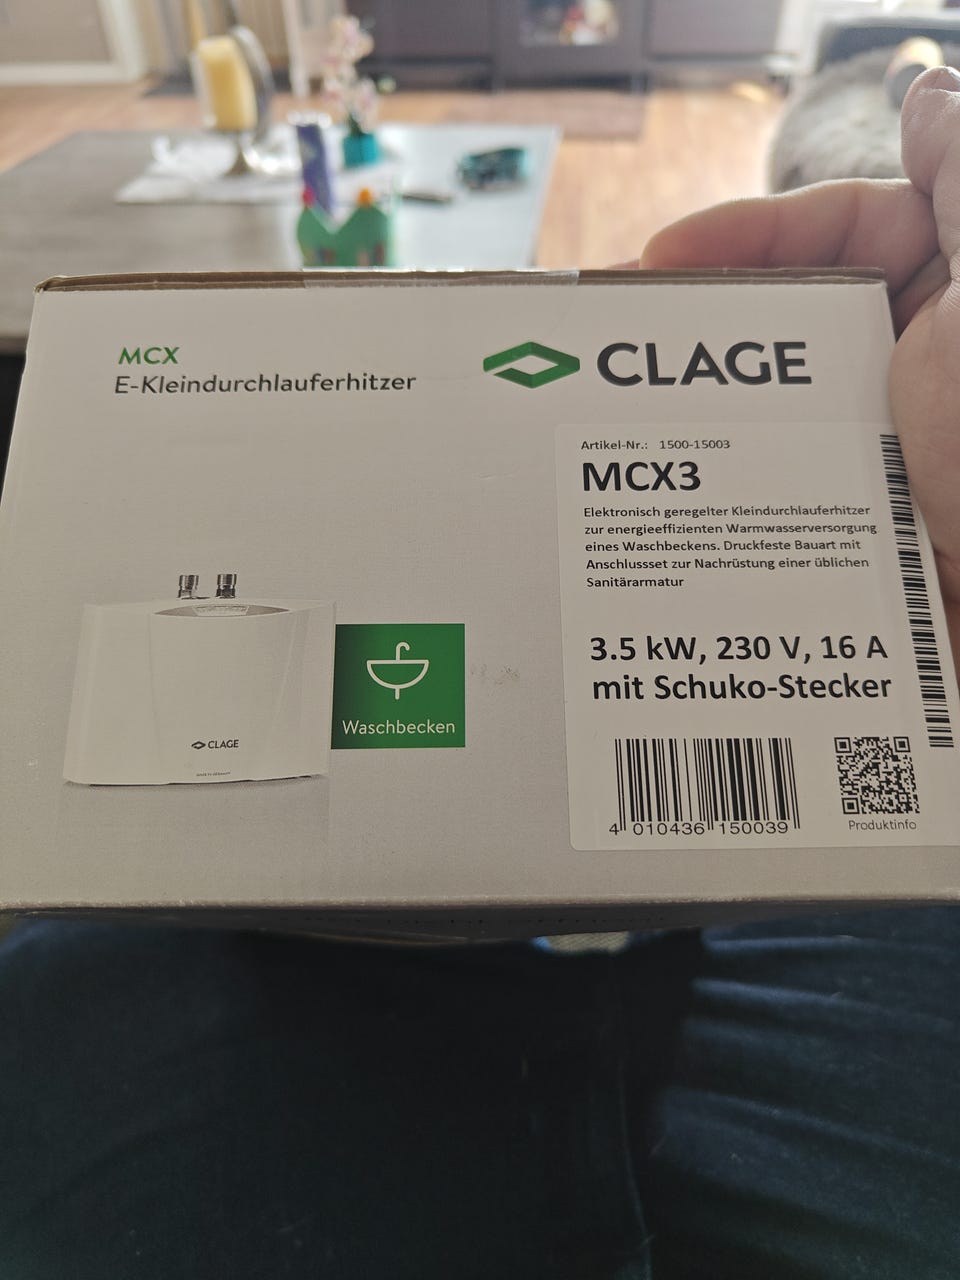 MCX
E-Kleindurchlauferhitzer
CLAGE
Artikel-Nr.: 1500-15003
MCX3
Elektronisch geregelter Kleindurchlauferhitzer
zur energieeffizienten Warmwasserversorgung
eines Waschbeckens. Druckfeste Bauart mit
Anschlussset zur Nachrüstung einer üblichen
Sanitärarmatur
3.5 kW, 230 V, 16 A
mit Schuko-Stecker
Waschbecken
CLAGE
4 010436 150039
Produktinfo